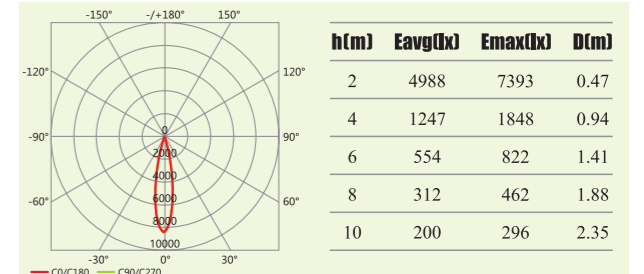 -150° -/+180° 150°
-120° 120°
-90° 90°
-60° 60°
-30° 0° 30°
0
2000
4000
6000
8000
10000
C0/C180 C90/C270
h(m) Eavg(lx) Emax(lx) D(m)
2 4988 7393 0.47
4 1247 1848 0.94
6 554 822 1.41
8 312 462 1.88
10 200 296 2.35